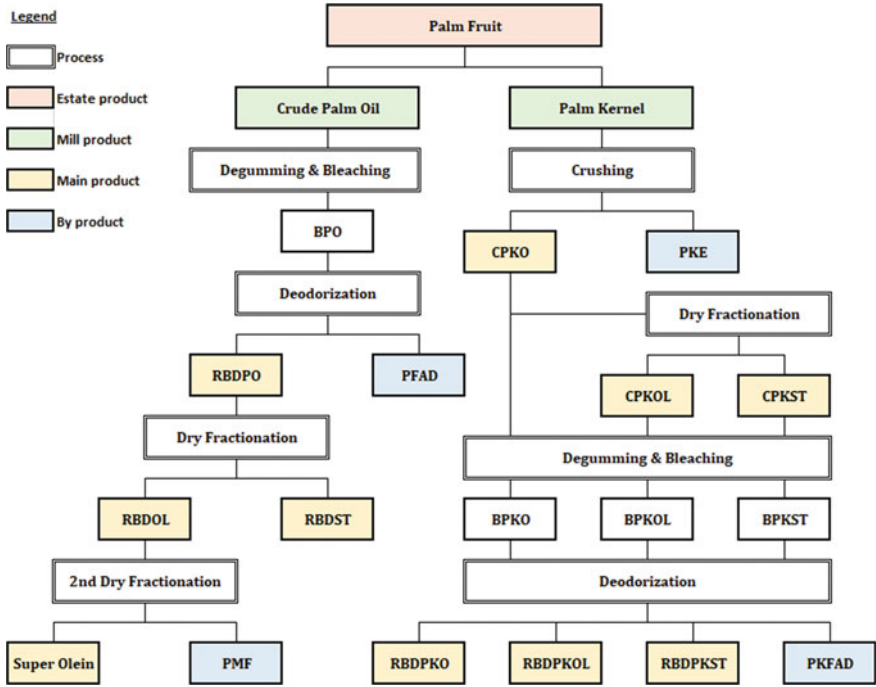 Legend
Process
Estate product
Mill product
Main product
By product
Palm Fruit
Crude Palm Oil
Palm Kernel
Degumming & Bleaching
Crushing
BPO
CPKO
PKE
Deodorization
Dry Fractionation
RBDPO
PFAD
CPKOL
CPKST
Dry Fractionation
Degumming & Bleaching
RBDOL
RBDST
BPKO
BPKOL
BPKST
2nd Dry Fractionation
Deodorization
Super Olein
PMF
RBDPKO
RBDPKOL
RBDPKST
PKFAD